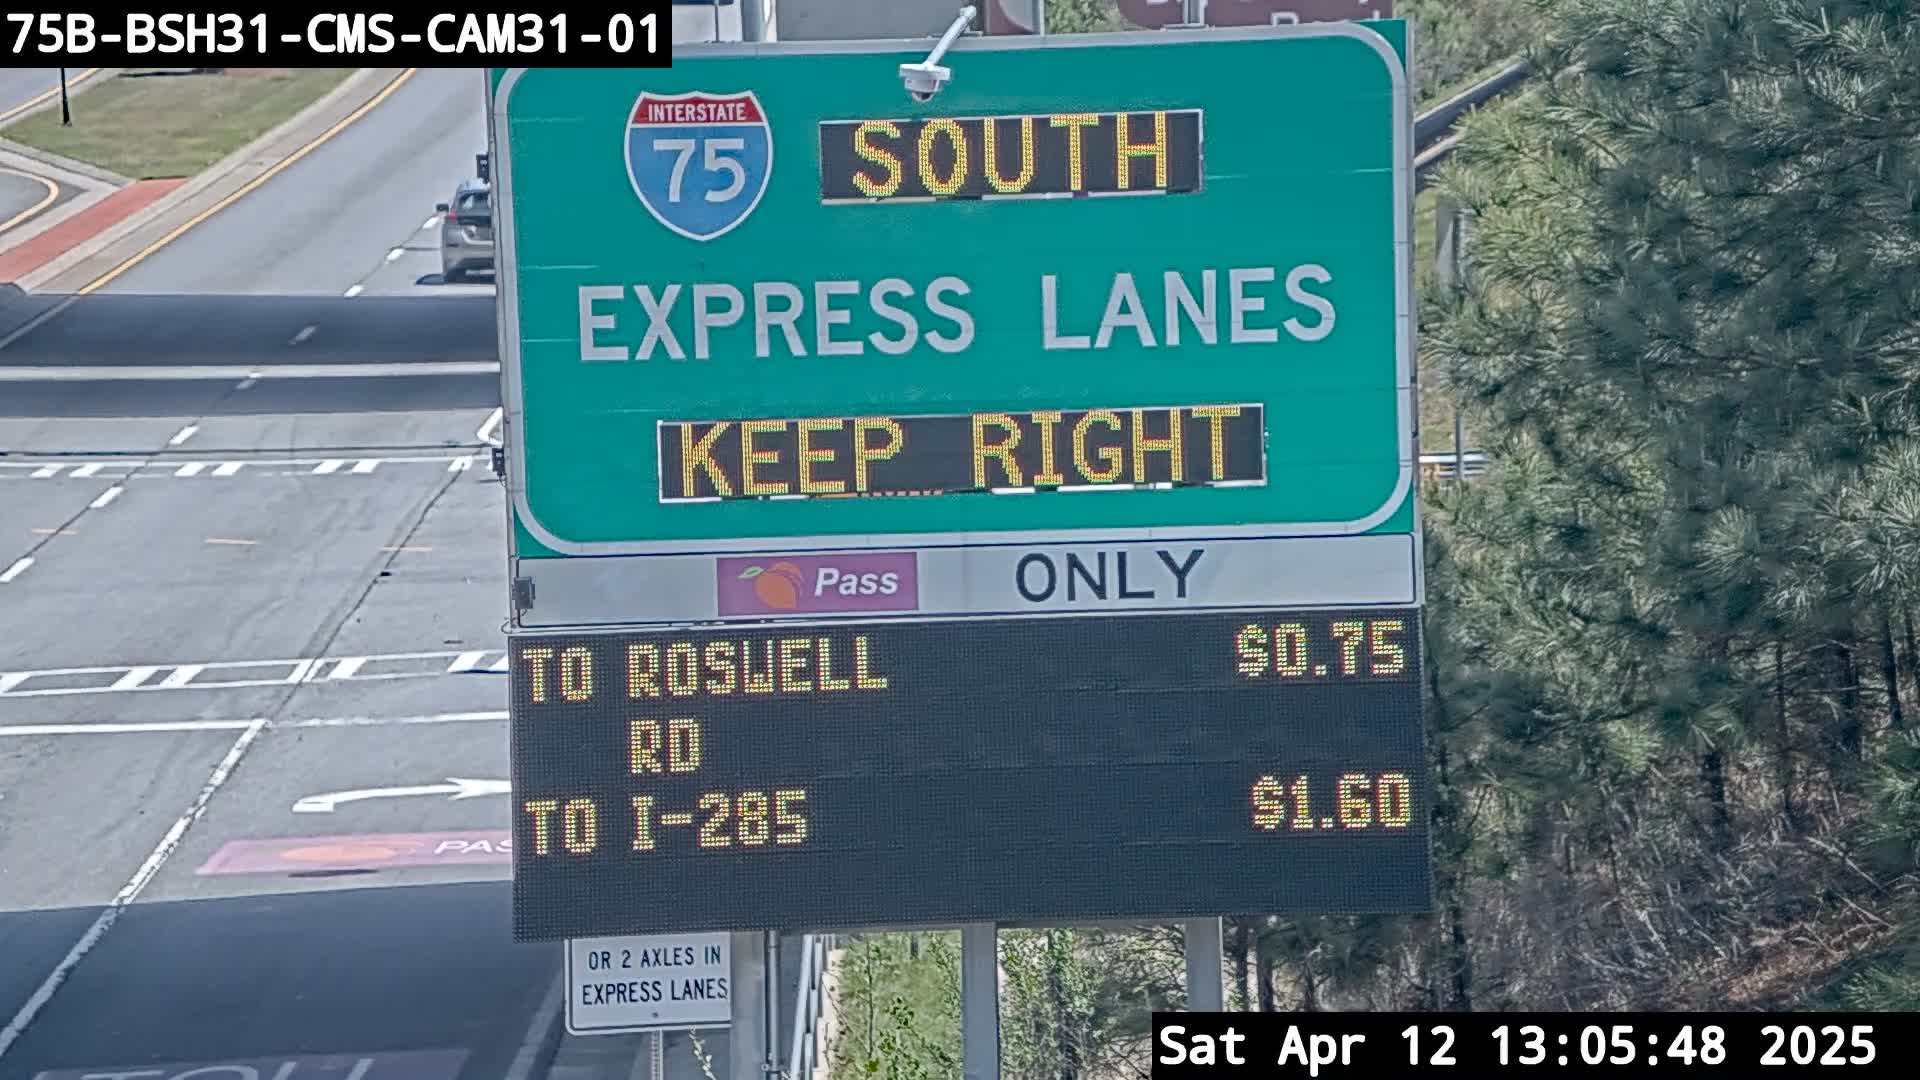 75B-BSH31-CMS-CAM31-01
INTERSTATE
75
SOUTH
EXPRESS LANES
KEEP RIGHT
Pass ONLY
TO ROSWELL $0.75
RD
TO I-285 $1.60
OR 2 AXLES IN
EXPRESS LANES
Sat Apr 12 13:05:48 2025